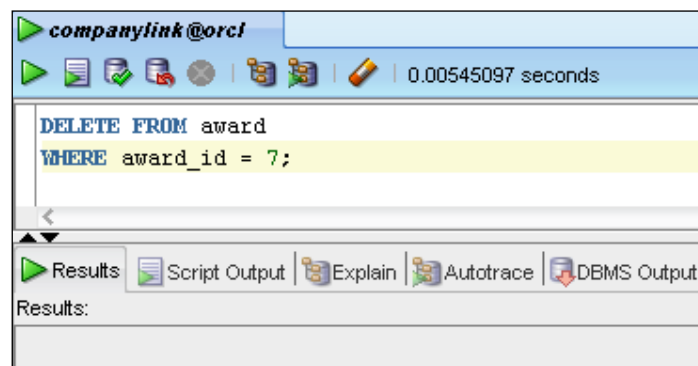 companylink@orcl
0.00545097 seconds
DELETE FROM award
WHERE award_id = 7;
Results Script Output Explain Autotrace DBMS Output
Results: